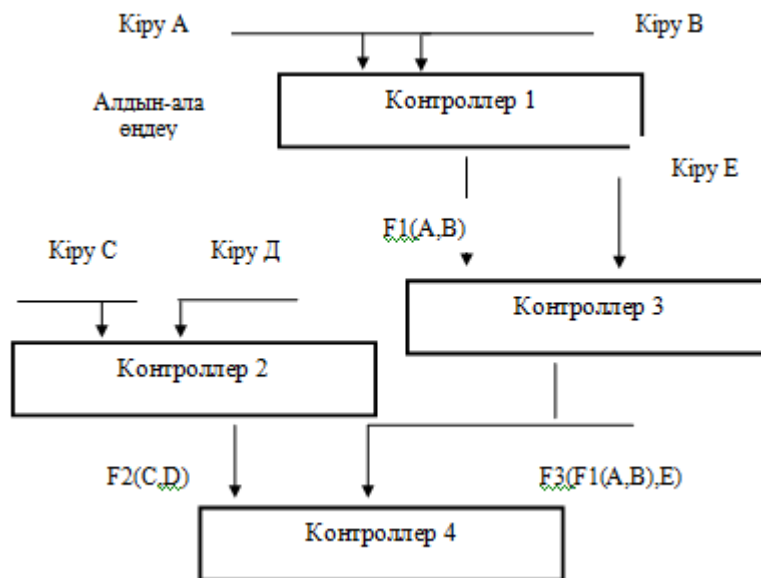 Кіру А
Кіру В
Алдын-ала
өңдеу
Контроллер 1
Кіру Е
F1(A,B)
Кіру С
Кіру Д
Контроллер 3
Контроллер 2
F2(C,D)
F3(F1(A,B),E)
Контроллер 4